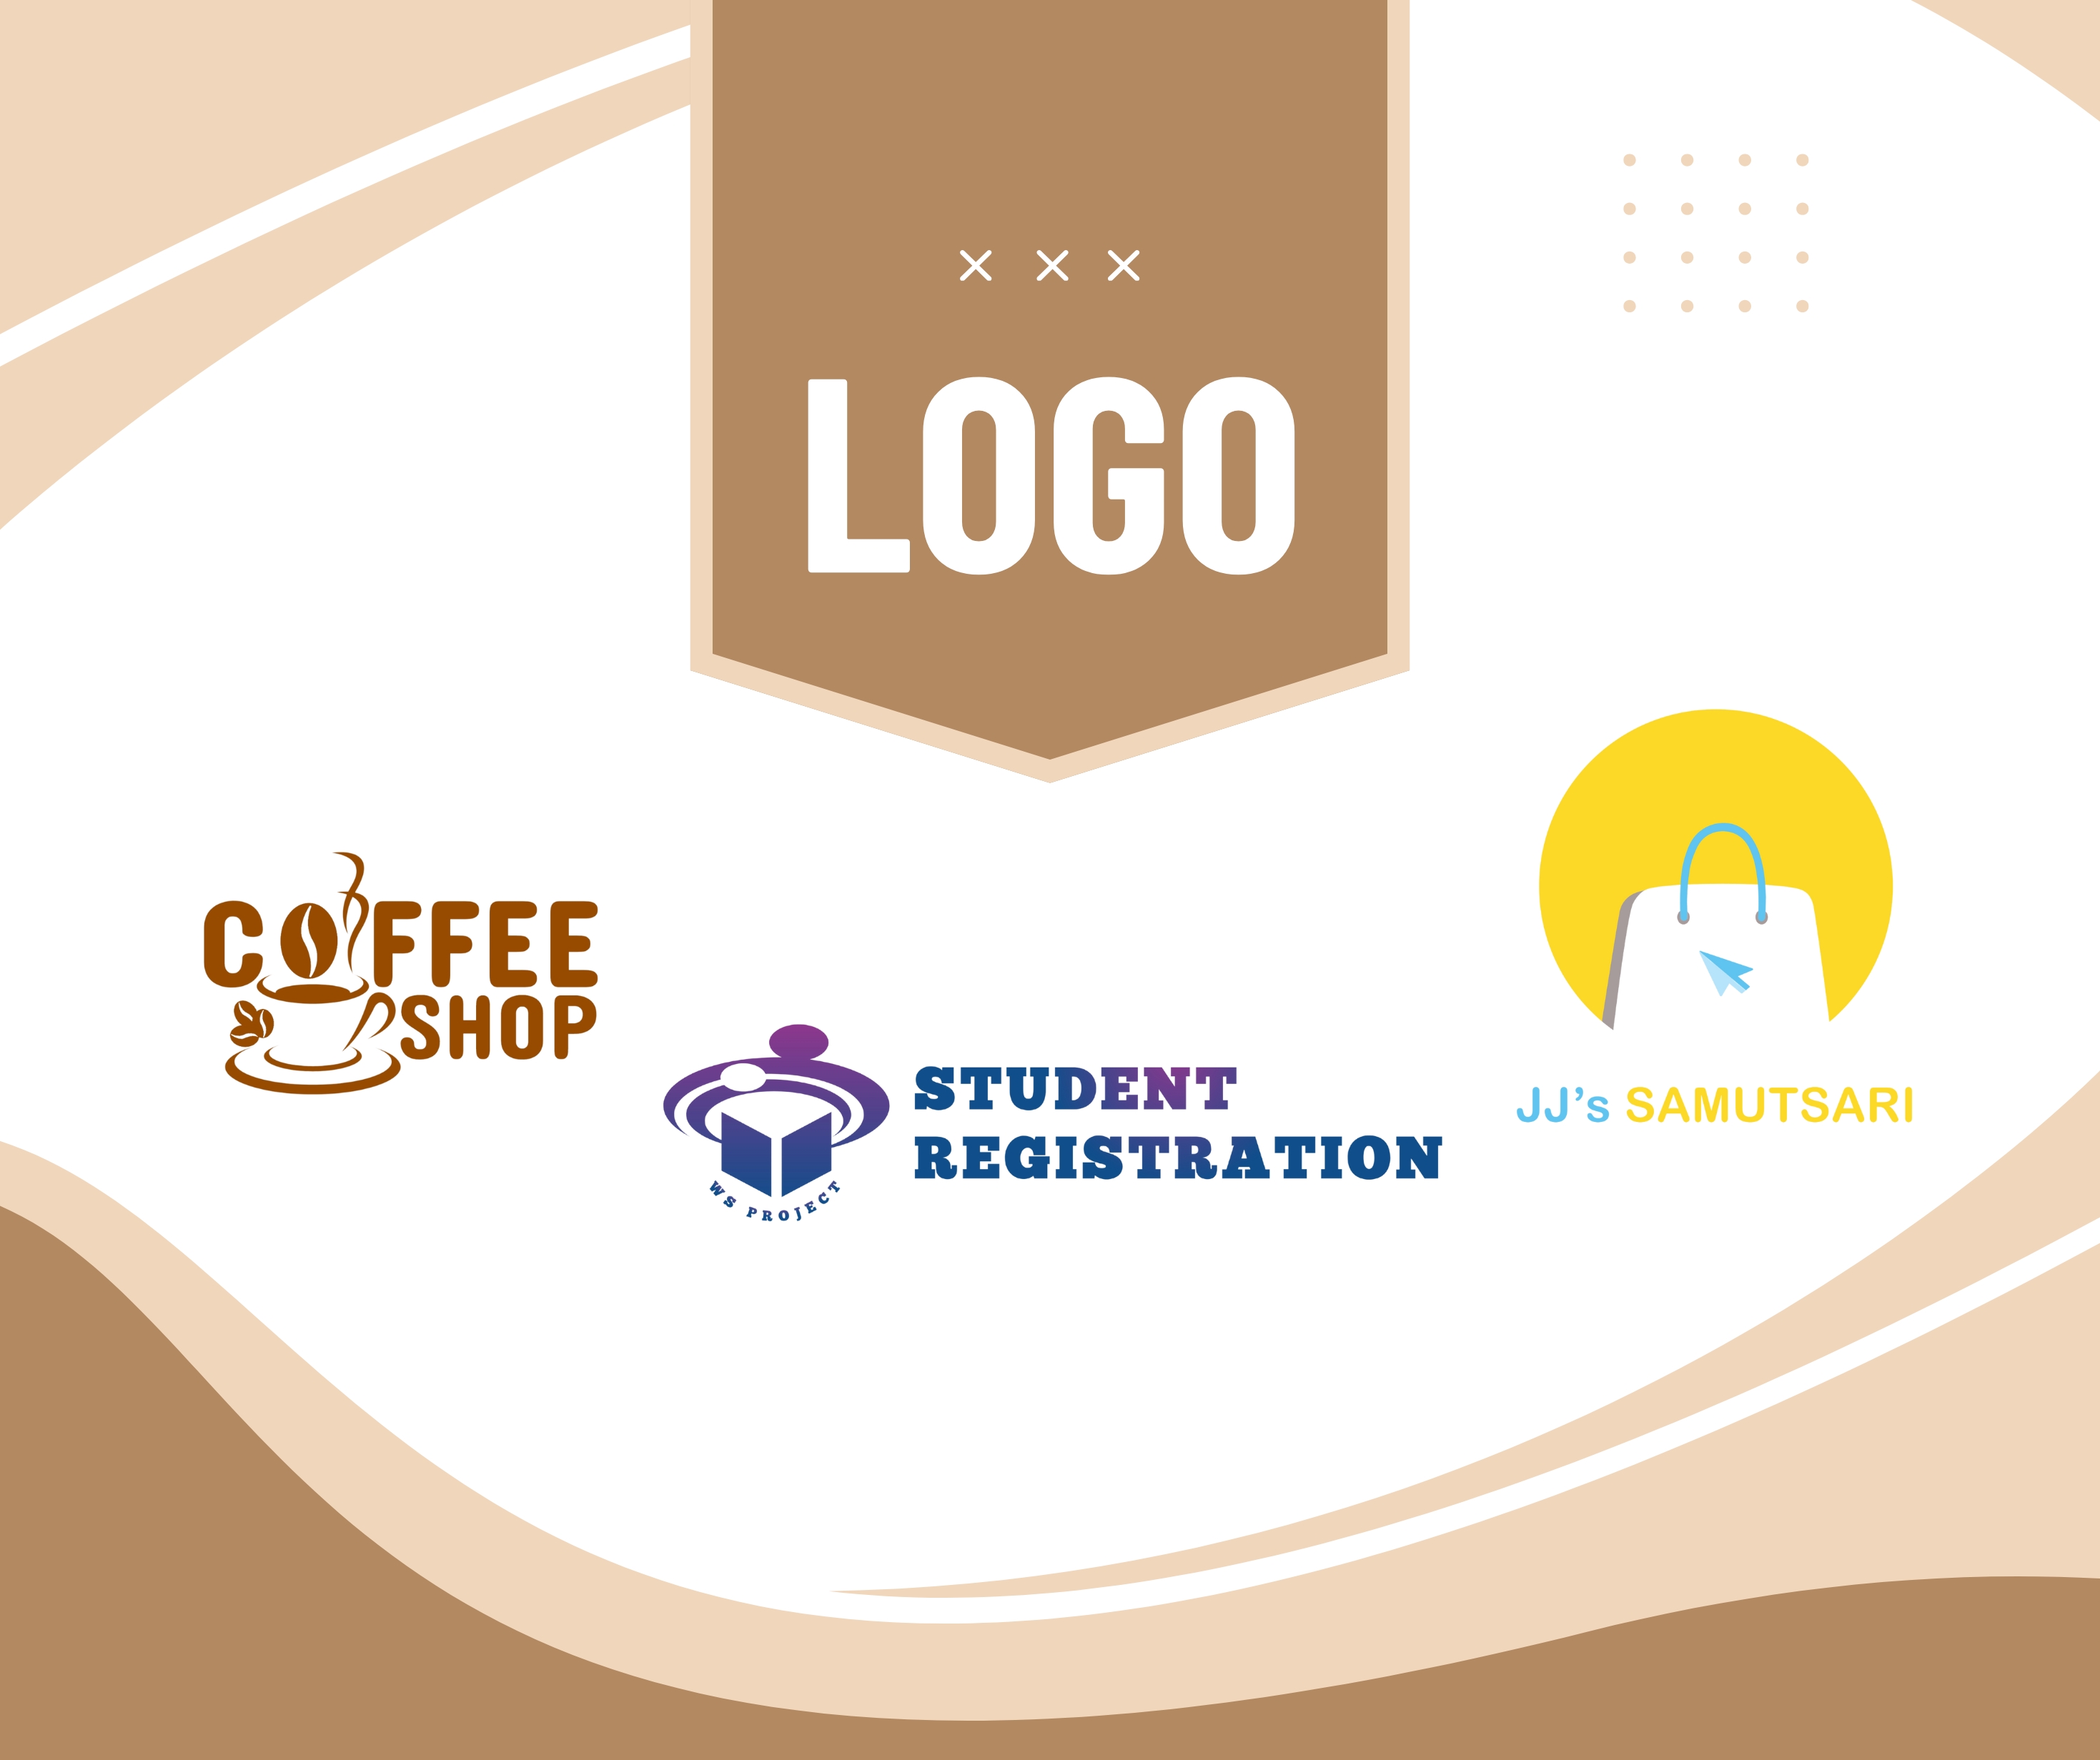 LOGO
COFFEE
SHOP
STUDENT
REGISTRATION
WS PROJECT
JJ's SAMUTSARI